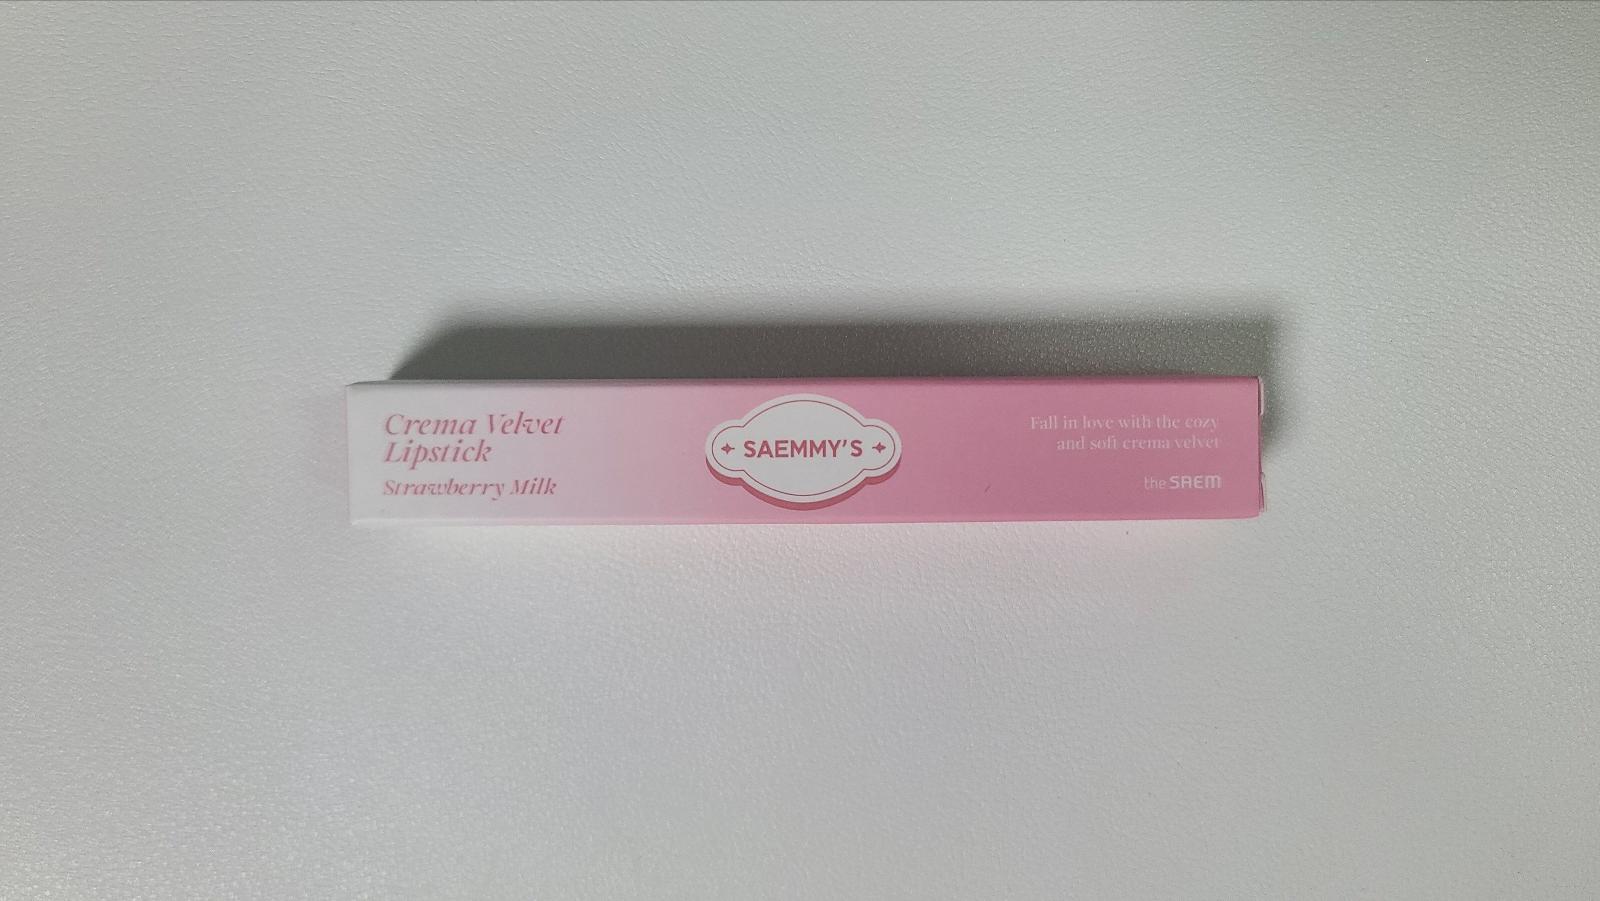 Crema Velvet
Lipstick
Strawberry Milk
SAEMMY'S
Fall in love with the cozy
and soft crema velvet
the SAEM